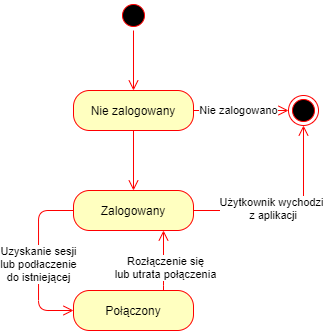 Nie zalogowany
Nie zalogowano
Zalogowany
Użytkownik wychodzi
z aplikacji
Uzyskanie sesji
lub podłaczenie
do istniejącej
Rozłączenie się
lub utrata połączenia
Połączony